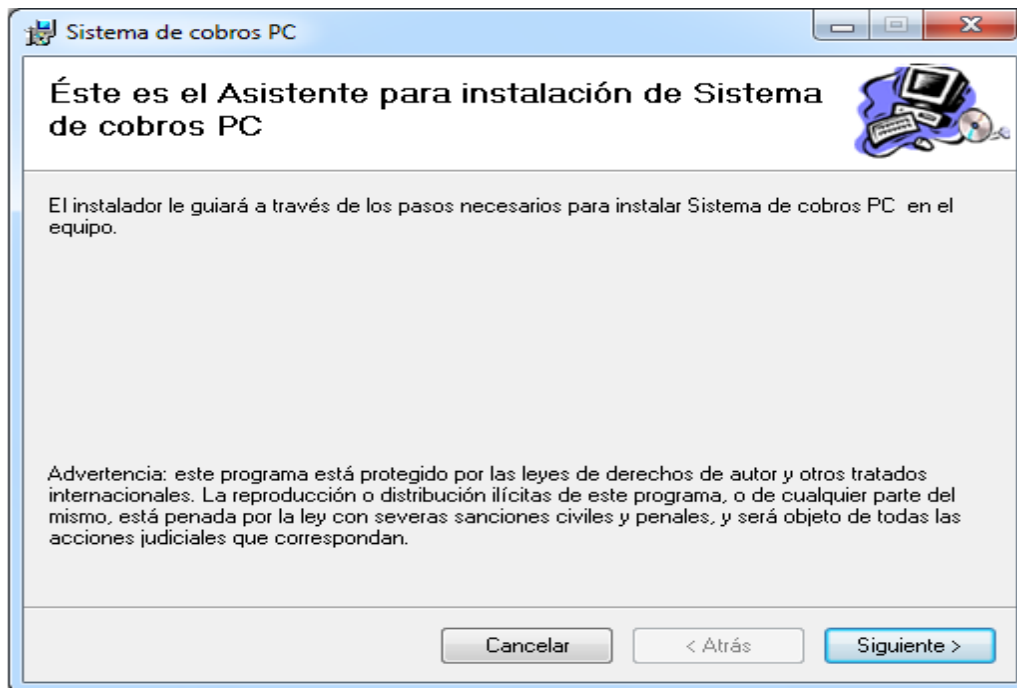 Sistema de cobros PC
Éste es el Asistente para instalación de Sistema
de cobros PC
El instalador le guiará a través de los pasos necesarios para instalar Sistema de cobros PC  en el
equipo.
Advertencia: este programa está protegido por las leyes de derechos de autor y otros tratados
internacionales. La reproducción o distribución ilícitas de este programa, o de cualquier parte del
mismo, está penada por la ley con severas sanciones civiles y penales, y será objeto de todas las
acciones judiciales que correspondan.
Cancelar
< Atrás
Siguiente >